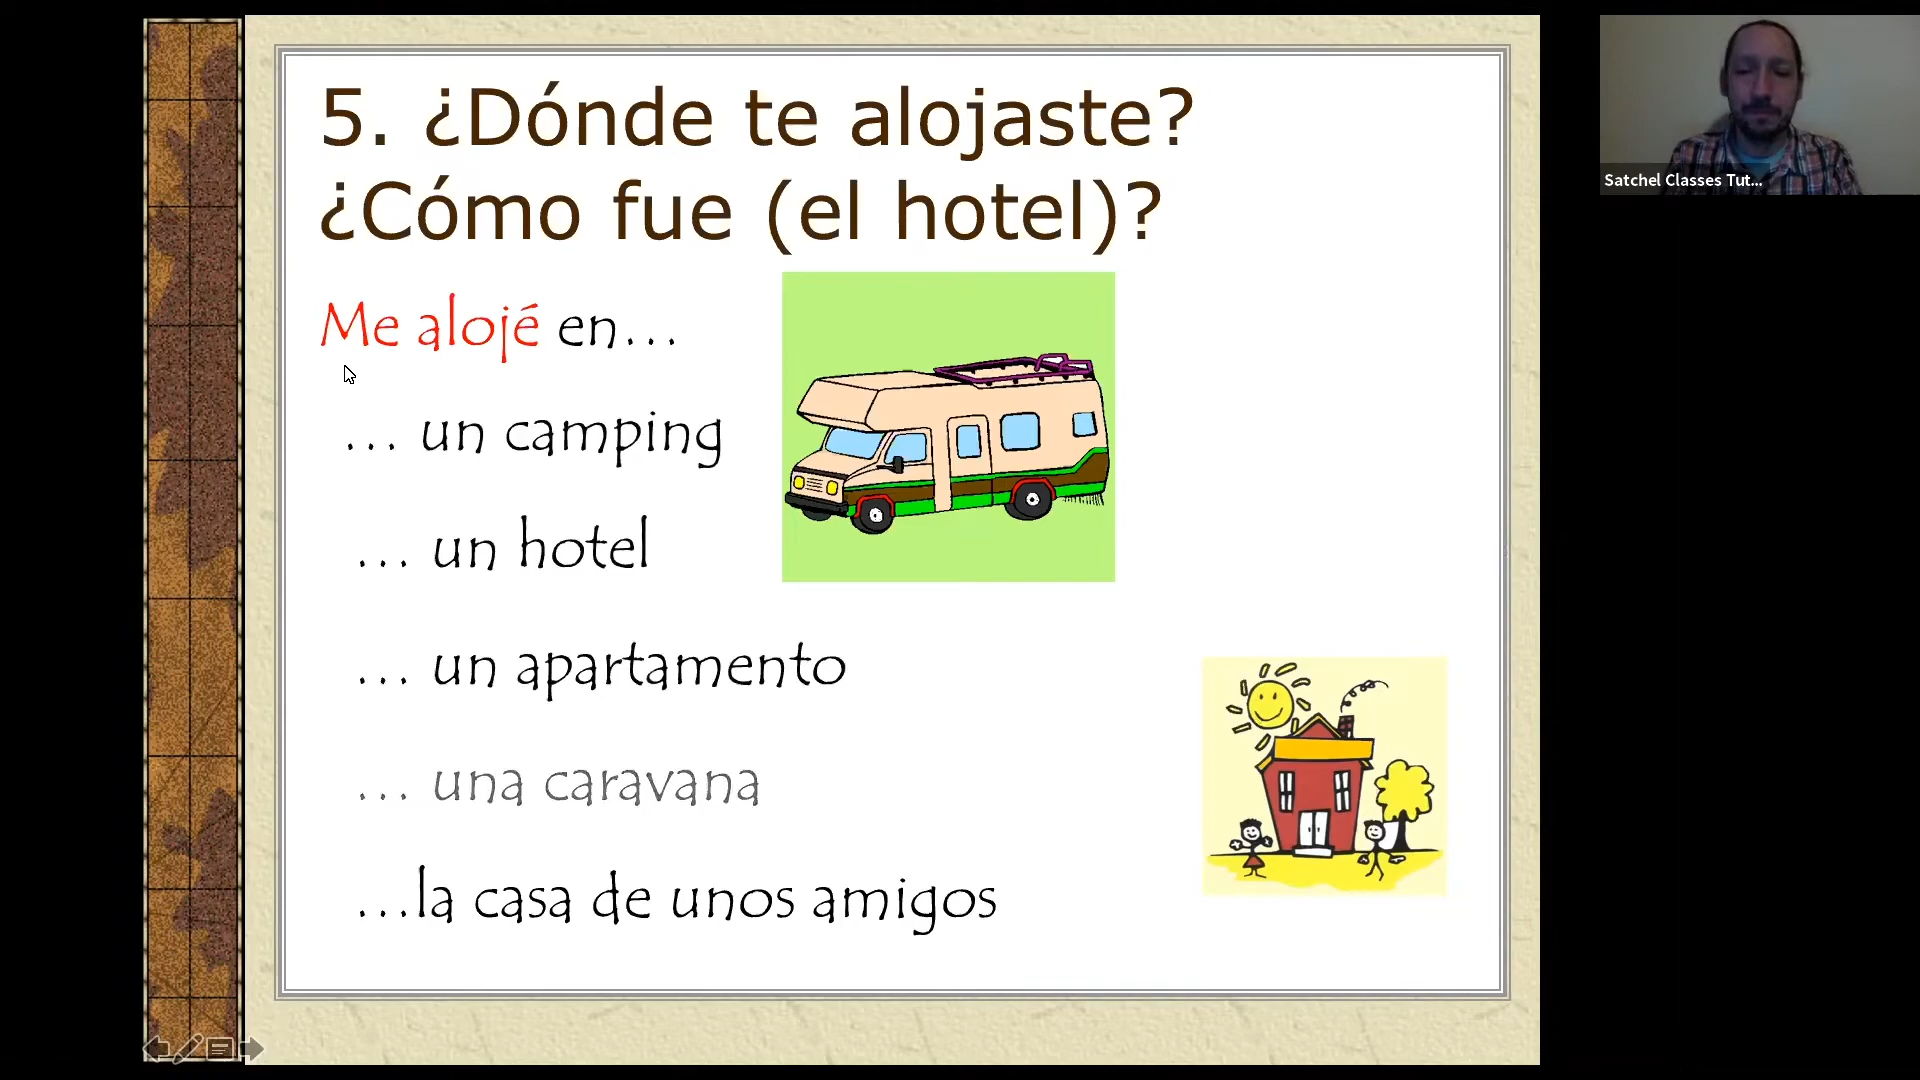 5. ¿Dónde te alojaste?
¿Cómo fue (el hotel)?
Me alojé en...
... un camping
... un hotel
... un apartamento
... una caravana
...la casa de unos amigos
Satchel Classes Tut...